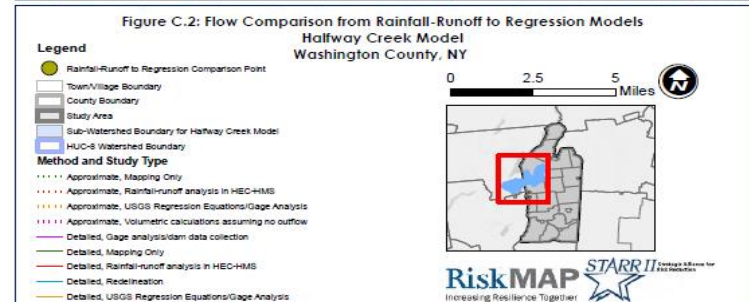 Figure C.2: Flow Comparison from Rainfall-Runoff to Regression Models
Halfway Creek Model
Washington County, NY
Legend
Rainfall-Runoff to Regression Comparison Point
Town/Village Boundary
County Boundary
Study Area
Sub-Watershed Boundary for Halfway Creek Model
HUC-8 Watershed Boundary
Method and Study Type
Approximate, Mapping Only
Approximate, Rainfall-runoff analysis in HEC-HMS
Approximate, USGS Regression Equations/Gage Analysis
Approximate, Volumetric calculations assuming no outflow
Detailed, Gage analysis/dam data collection
Detailed, Mapping Only
Detailed, Rainfall-runoff analysis in HEC-HMS
Detailed, Redelineation
Detailed, USGS Regression Equations/Gage Analysis
0 2.5 5
Miles
N
RiskMAP
Increasing Resilience Together
STARR II
Strategic Alliance for
Risk Reduction